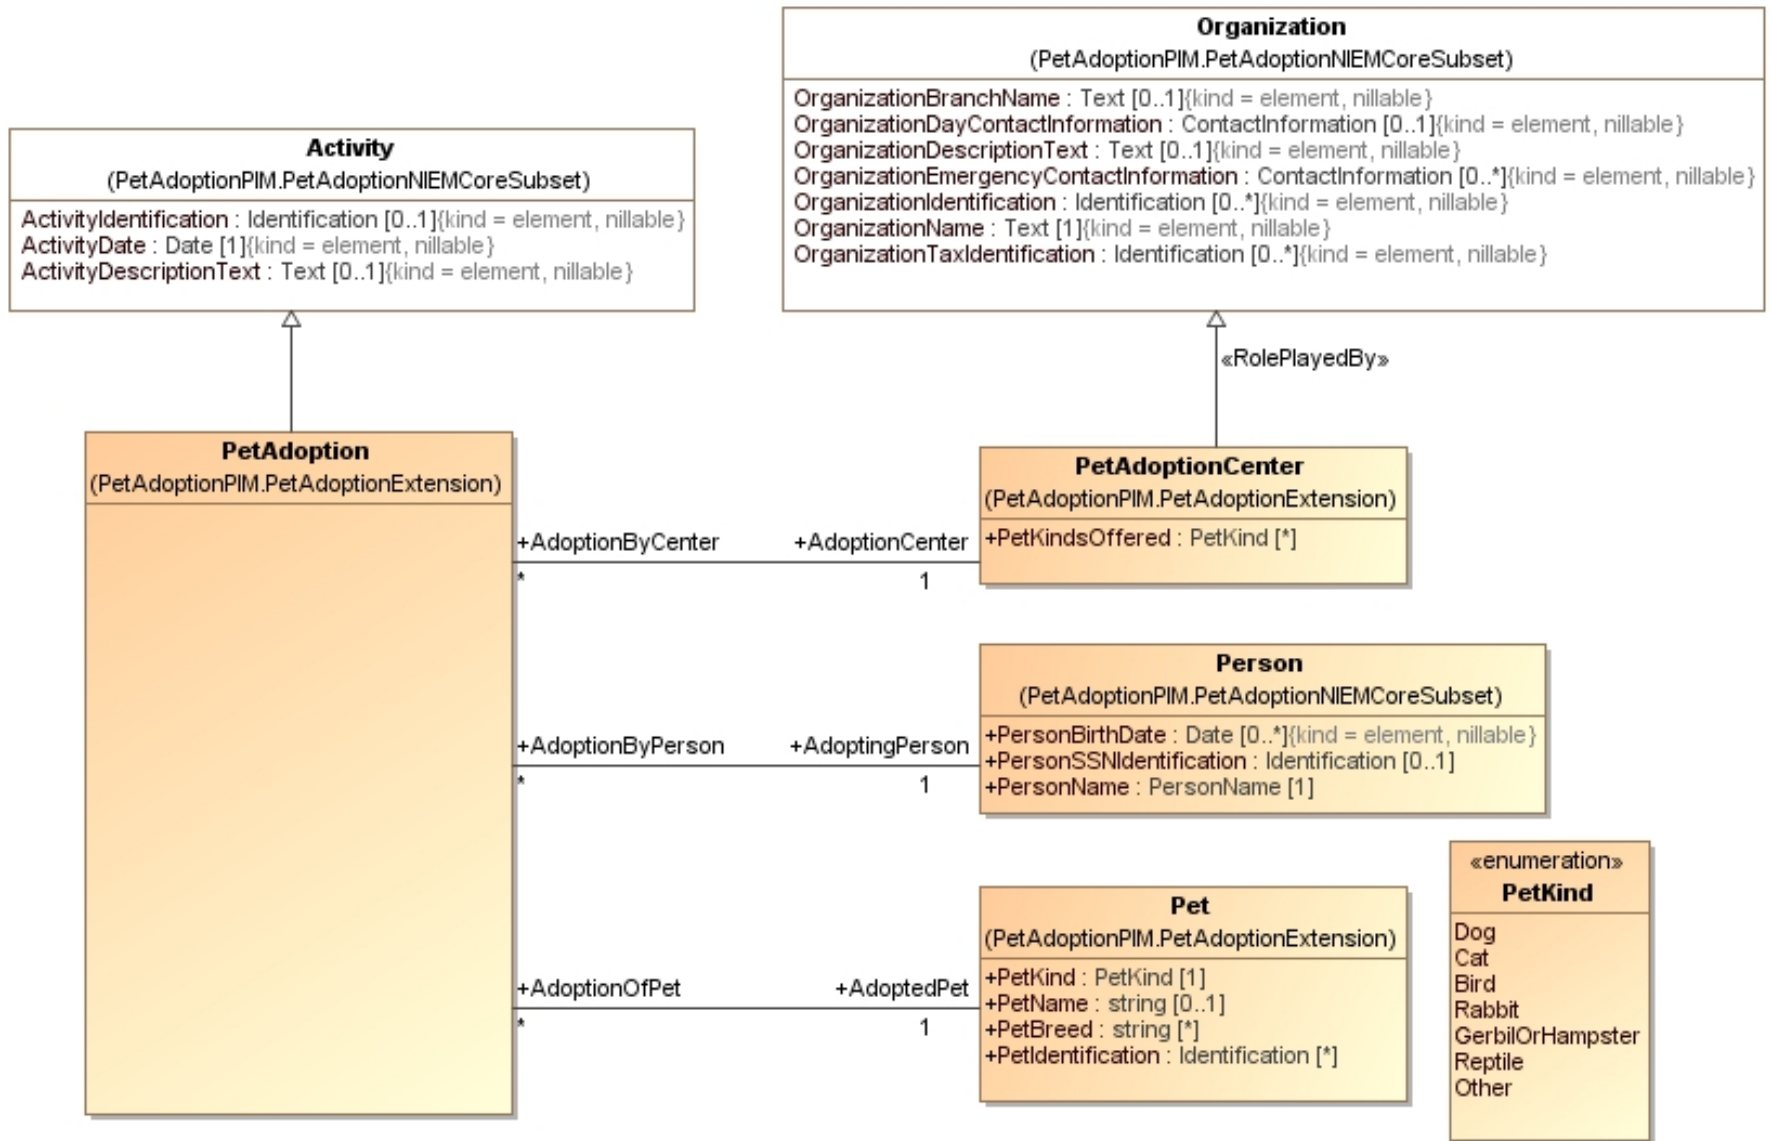 Organization
(PetAdoptionPIM.PetAdoptionNIEMCoreSubset)
OrganizationBranchName : Text [0..1]{kind = element, nillable}
OrganizationDayContactInformation : ContactInformation [0..1]{kind = element, nillable}
OrganizationDescriptionText : Text [0..1]{kind = element, nillable}
OrganizationEmergencyContactInformation : ContactInformation [0..*]{kind = element, nillable}
OrganizationIdentification : Identification [0..*]{kind = element, nillable}
OrganizationName : Text [1]{kind = element, nillable}
OrganizationTaxIdentification : Identification [0..*]{kind = element, nillable}
Activity
(PetAdoptionPIM.PetAdoptionNIEMCoreSubset)
ActivityIdentification : Identification [0..1]{kind = element, nillable}
ActivityDate : Date [1]{kind = element, nillable}
ActivityDescriptionText : Text [0..1]{kind = element, nillable}
«RolePlayedBy»
PetAdoption
(PetAdoptionPIM.PetAdoptionExtension)
PetAdoptionCenter
(PetAdoptionPIM.PetAdoptionExtension)
+PetKindsOffered : PetKind [*]
+AdoptionByCenter
+AdoptionCenter
*
1
Person
(PetAdoptionPIM.PetAdoptionNIEMCoreSubset)
+PersonBirthDate : Date [0..*]{kind = element, nillable}
+PersonSSNIdentification : Identification [0..1]
+PersonName : PersonName [1]
+AdoptionByPerson
+AdoptingPerson
*
1
Pet
(PetAdoptionPIM.PetAdoptionExtension)
+PetKind : PetKind [1]
+PetName : string [0..1]
+PetBreed : string [*]
+PetIdentification : Identification [*]
+AdoptionOfPet
+AdoptedPet
*
1
«enumeration»
PetKind
Dog
Cat
Bird
Rabbit
GerbilOrHampster
Reptile
Other